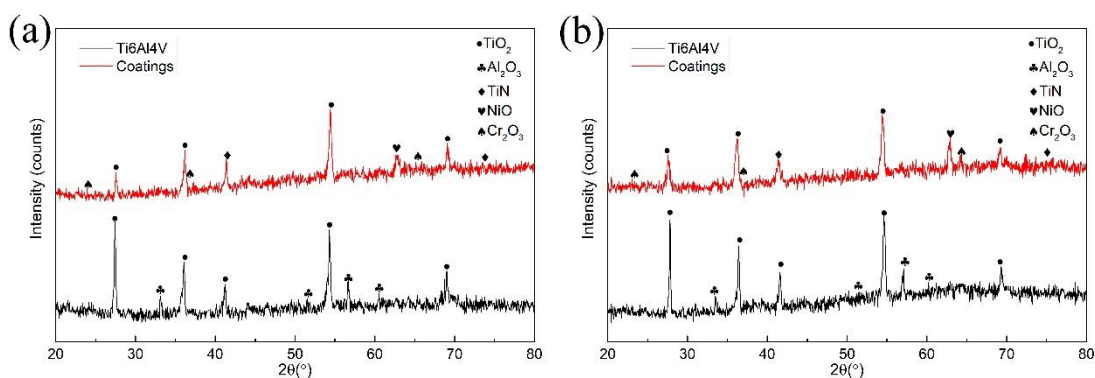 (a)
Ti6Al4V
Coatings
TiO2
Al2O3
TiN
NiO
Cr2O3
Intensity (counts)
20 30 40 50 60 70 80
2θ(°)
(b)
Ti6Al4V
Coatings
TiO2
Al2O3
TiN
NiO
Cr2O3
Intensity (counts)
20 30 40 50 60 70 80
2θ(°)